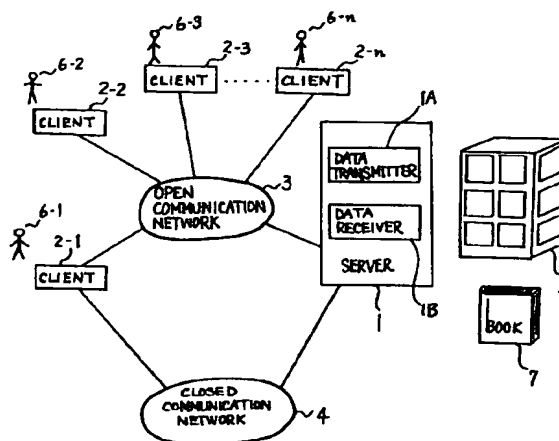 6-3
6-n
6-2
2-3
2-n
CLIENT
CLIENT
2-2
CLIENT
1A
3
DATA
TRANSMITTER
6-1
OPEN
COMMUNICATION
NETWORK
DATA
RECEIVER
2-1
CLIENT
SERVER
1
1B
BOOK
7
CLOSED
COMMUNICATION
NETWORK
4